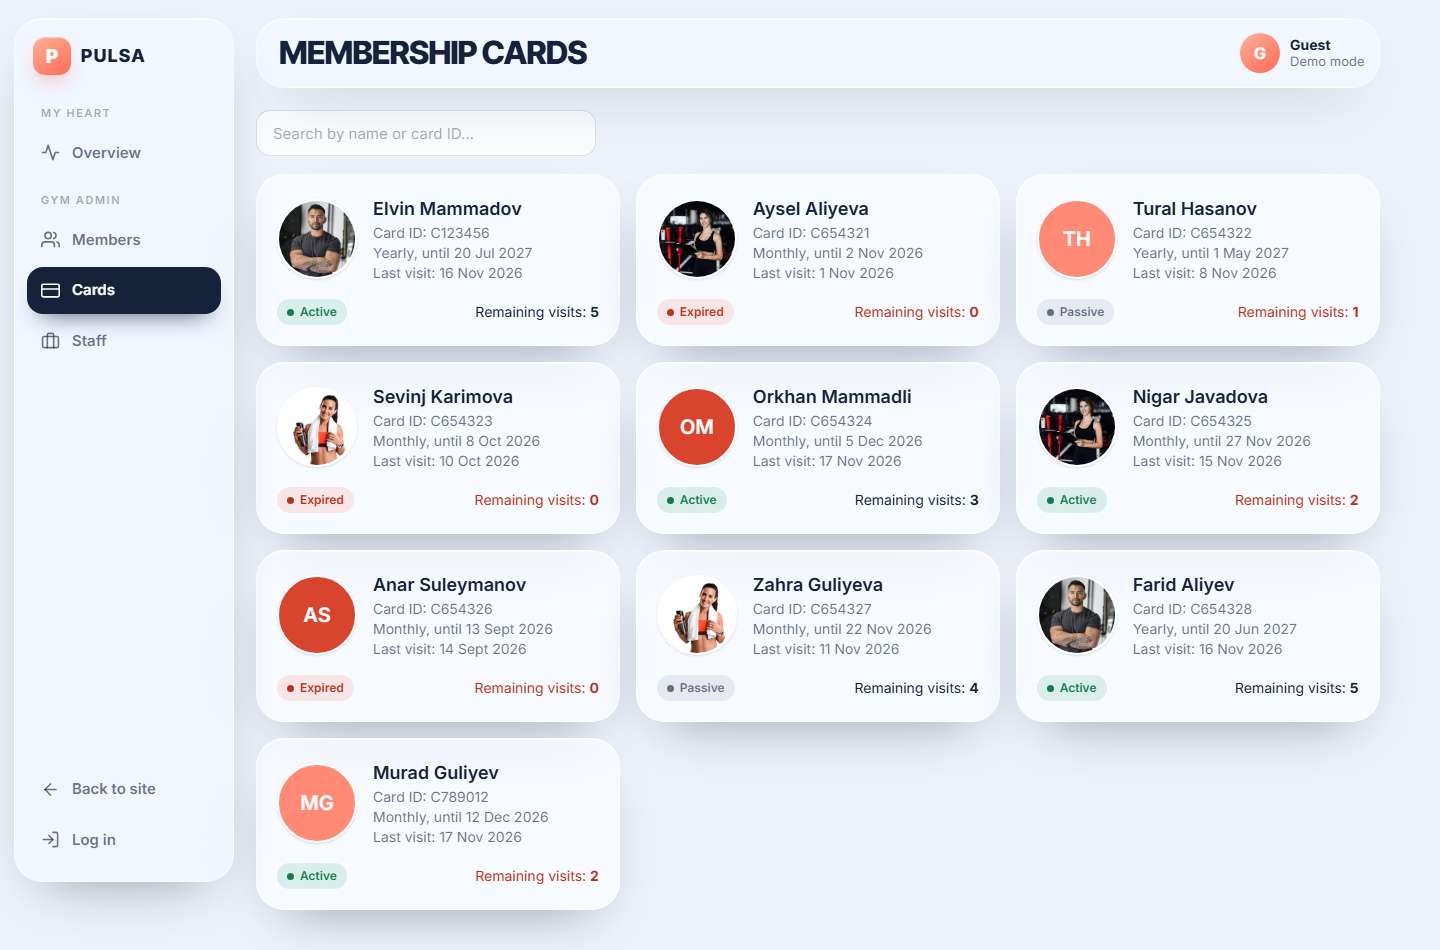 P PULSA
MY HEART
Overview
GYM ADMIN
Members
Cards
Staff
Back to site
Log in
MEMBERSHIP CARDS
G
Guest
Demo mode
Search by name or card ID...
Elvin Mammadov
Card ID: C123456
Yearly, until 20 Jul 2027
Last visit: 16 Nov 2026
Active
Remaining visits: 5
Aysel Aliyeva
Card ID: C654321
Monthly, until 2 Nov 2026
Last visit: 1 Nov 2026
Expired
Remaining visits: 0
TH
Tural Hasanov
Card ID: C654322
Yearly, until 1 May 2027
Last visit: 8 Nov 2026
Passive
Remaining visits: 1
Sevinj Karimova
Card ID: C654323
Monthly, until 8 Oct 2026
Last visit: 10 Oct 2026
Expired
Remaining visits: 0
OM
Orkhan Mammadli
Card ID: C654324
Monthly, until 5 Dec 2026
Last visit: 17 Nov 2026
Active
Remaining visits: 3
Nigar Javadova
Card ID: C654325
Monthly, until 27 Nov 2026
Last visit: 15 Nov 2026
Active
Remaining visits: 2
AS
Anar Suleymanov
Card ID: C654326
Monthly, until 13 Sept 2026
Last visit: 14 Sept 2026
Expired
Remaining visits: 0
Zahra Guliyeva
Card ID: C654327
Monthly, until 22 Nov 2026
Last visit: 11 Nov 2026
Passive
Remaining visits: 4
Farid Aliyev
Card ID: C654328
Yearly, until 20 Jun 2027
Last visit: 16 Nov 2026
Active
Remaining visits: 5
MG
Murad Guliyev
Card ID: C789012
Monthly, until 12 Dec 2026
Last visit: 17 Nov 2026
Active
Remaining visits: 2